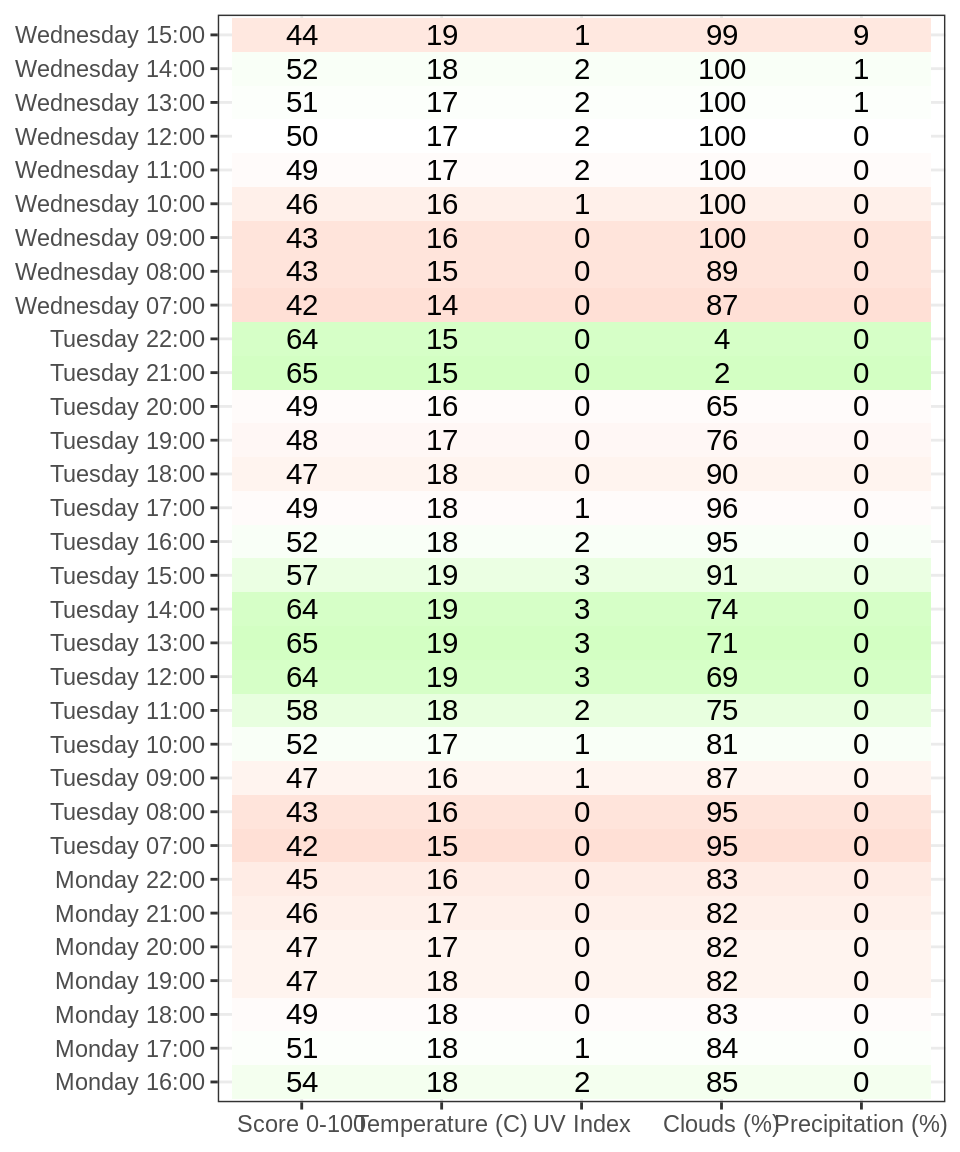 Wednesday 15:00 44 19 1 99 9
Wednesday 14:00 52 18 2 100 1
Wednesday 13:00 51 17 2 100 1
Wednesday 12:00 50 17 2 100 0
Wednesday 11:00 49 17 2 100 0
Wednesday 10:00 46 16 1 100 0
Wednesday 09:00 43 16 0 100 0
Wednesday 08:00 43 15 0 89 0
Wednesday 07:00 42 14 0 87 0
Tuesday 22:00 64 15 0 4 0
Tuesday 21:00 65 15 0 2 0
Tuesday 20:00 49 16 0 65 0
Tuesday 19:00 48 17 0 76 0
Tuesday 18:00 47 18 0 90 0
Tuesday 17:00 49 18 1 96 0
Tuesday 16:00 52 18 2 95 0
Tuesday 15:00 57 19 3 91 0
Tuesday 14:00 64 19 3 74 0
Tuesday 13:00 65 19 3 71 0
Tuesday 12:00 64 19 3 69 0
Tuesday 11:00 58 18 2 75 0
Tuesday 10:00 52 17 1 81 0
Tuesday 09:00 47 16 1 87 0
Tuesday 08:00 43 16 0 95 0
Tuesday 07:00 42 15 0 95 0
Monday 22:00 45 16 0 83 0
Monday 21:00 46 17 0 82 0
Monday 20:00 47 17 0 82 0
Monday 19:00 47 18 0 82 0
Monday 18:00 49 18 0 83 0
Monday 17:00 51 18 1 84 0
Monday 16:00 54 18 2 85 0
Score 0-100 Temperature (C) UV Index Clouds (%) Precipitation (%)